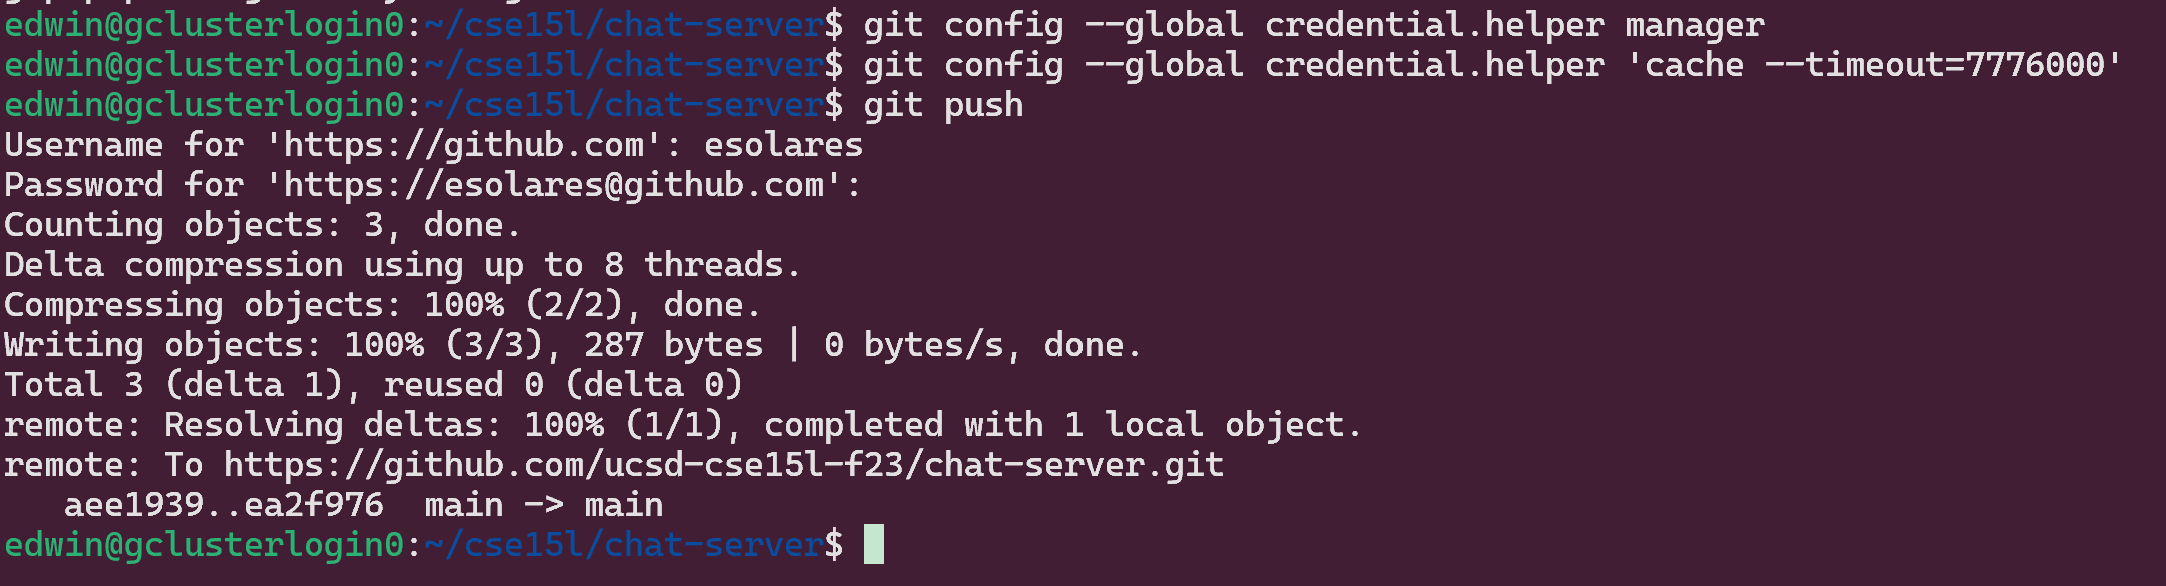 edwin@gclusterlogin0:~/cse15l/chat-server$ git config --global credential.helper manager
edwin@gclusterlogin0:~/cse15l/chat-server$ git config --global credential.helper 'cache --timeout=7776000'
edwin@gclusterlogin0:~/cse15l/chat-server$ git push
Username for 'https://github.com': esolares
Password for 'https://esolares@github.com':
Counting objects: 3, done.
Delta compression using up to 8 threads.
Compressing objects: 100% (2/2), done.
Writing objects: 100% (3/3), 287 bytes | 0 bytes/s, done.
Total 3 (delta 1), reused 0 (delta 0)
remote: Resolving deltas: 100% (1/1), completed with 1 local object.
remote: To https://github.com/ucsd-cse15l-f23/chat-server.git
   aee1939..ea2f976  main -> main
edwin@gclusterlogin0:~/cse15l/chat-server$